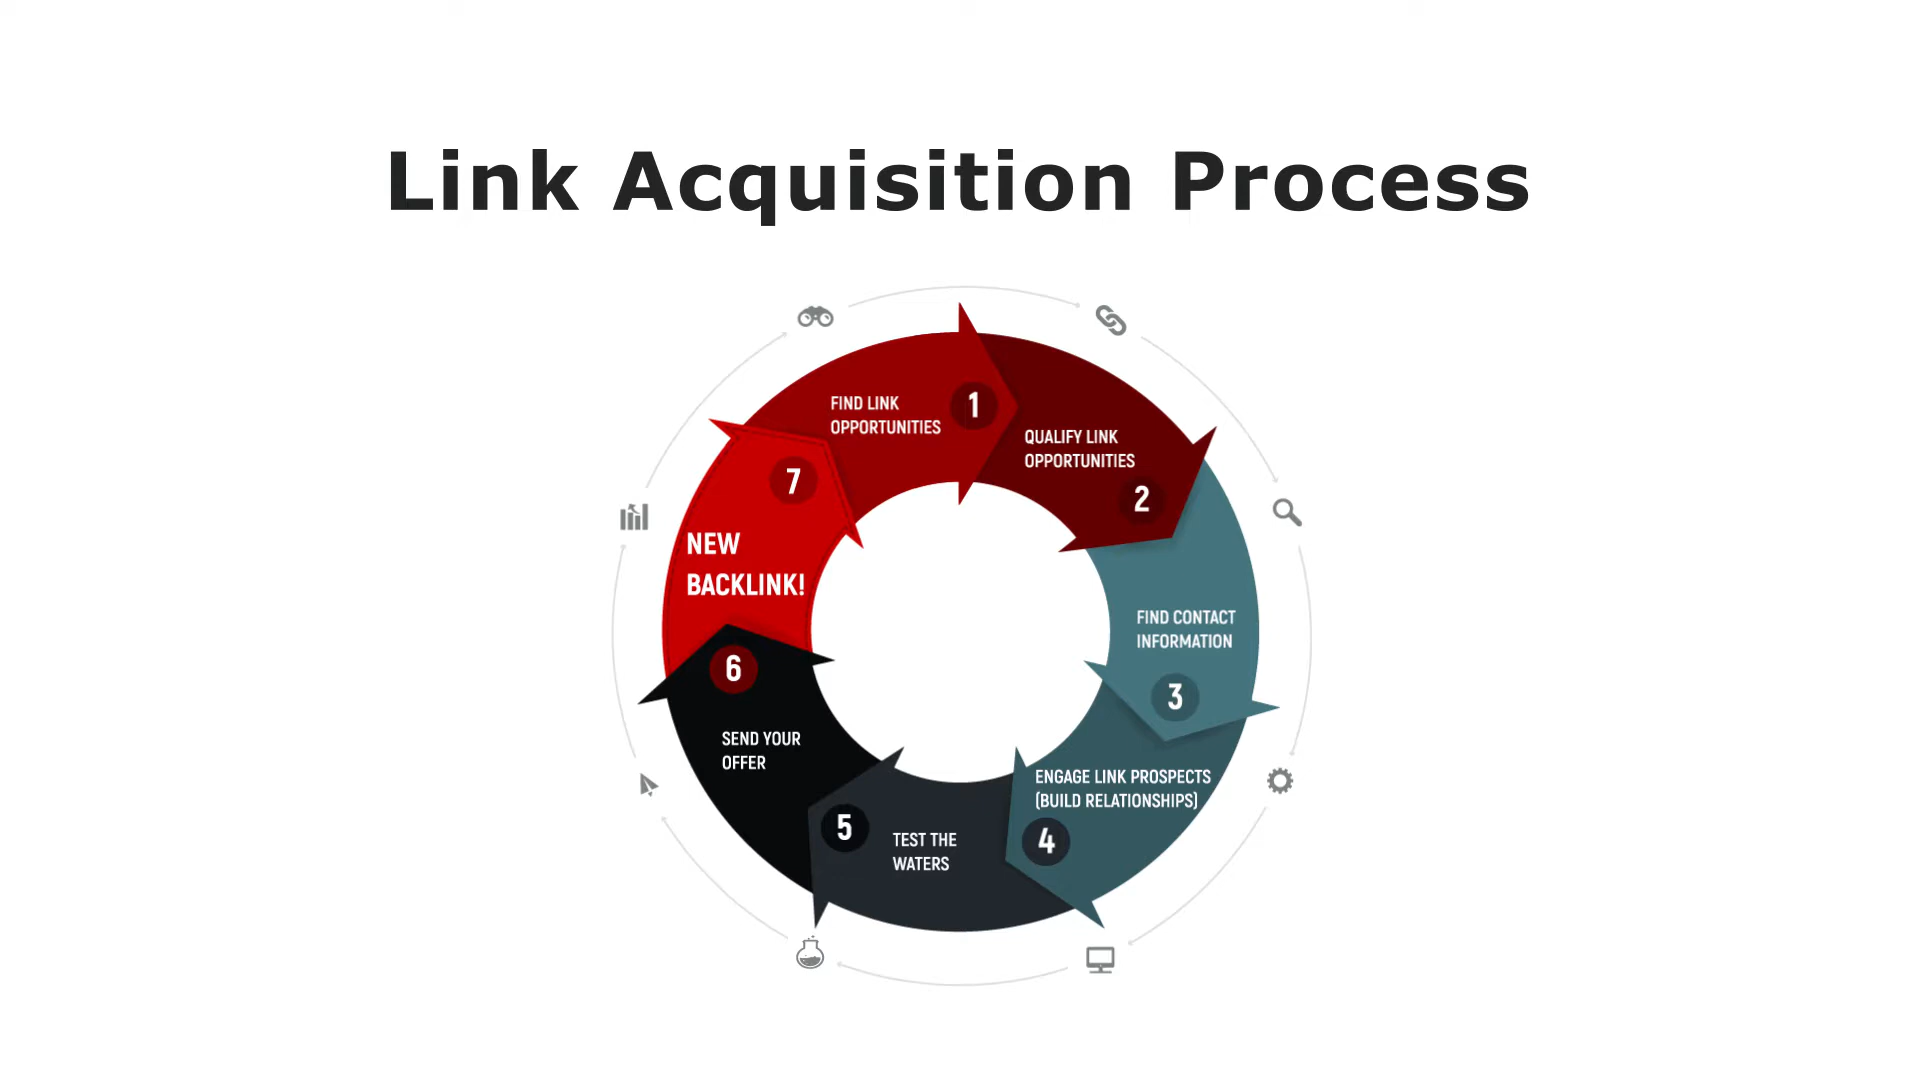 Link Acquisition Process
FIND LINK
OPPORTUNITIES
1
QUALIFY LINK
OPPORTUNITIES
2
FIND CONTACT
INFORMATION
3
ENGAGE LINK PROSPECTS
(BUILD RELATIONSHIPS)
4
TEST THE
WATERS
5
SEND YOUR
OFFER
6
NEW
BACKLINK!
7